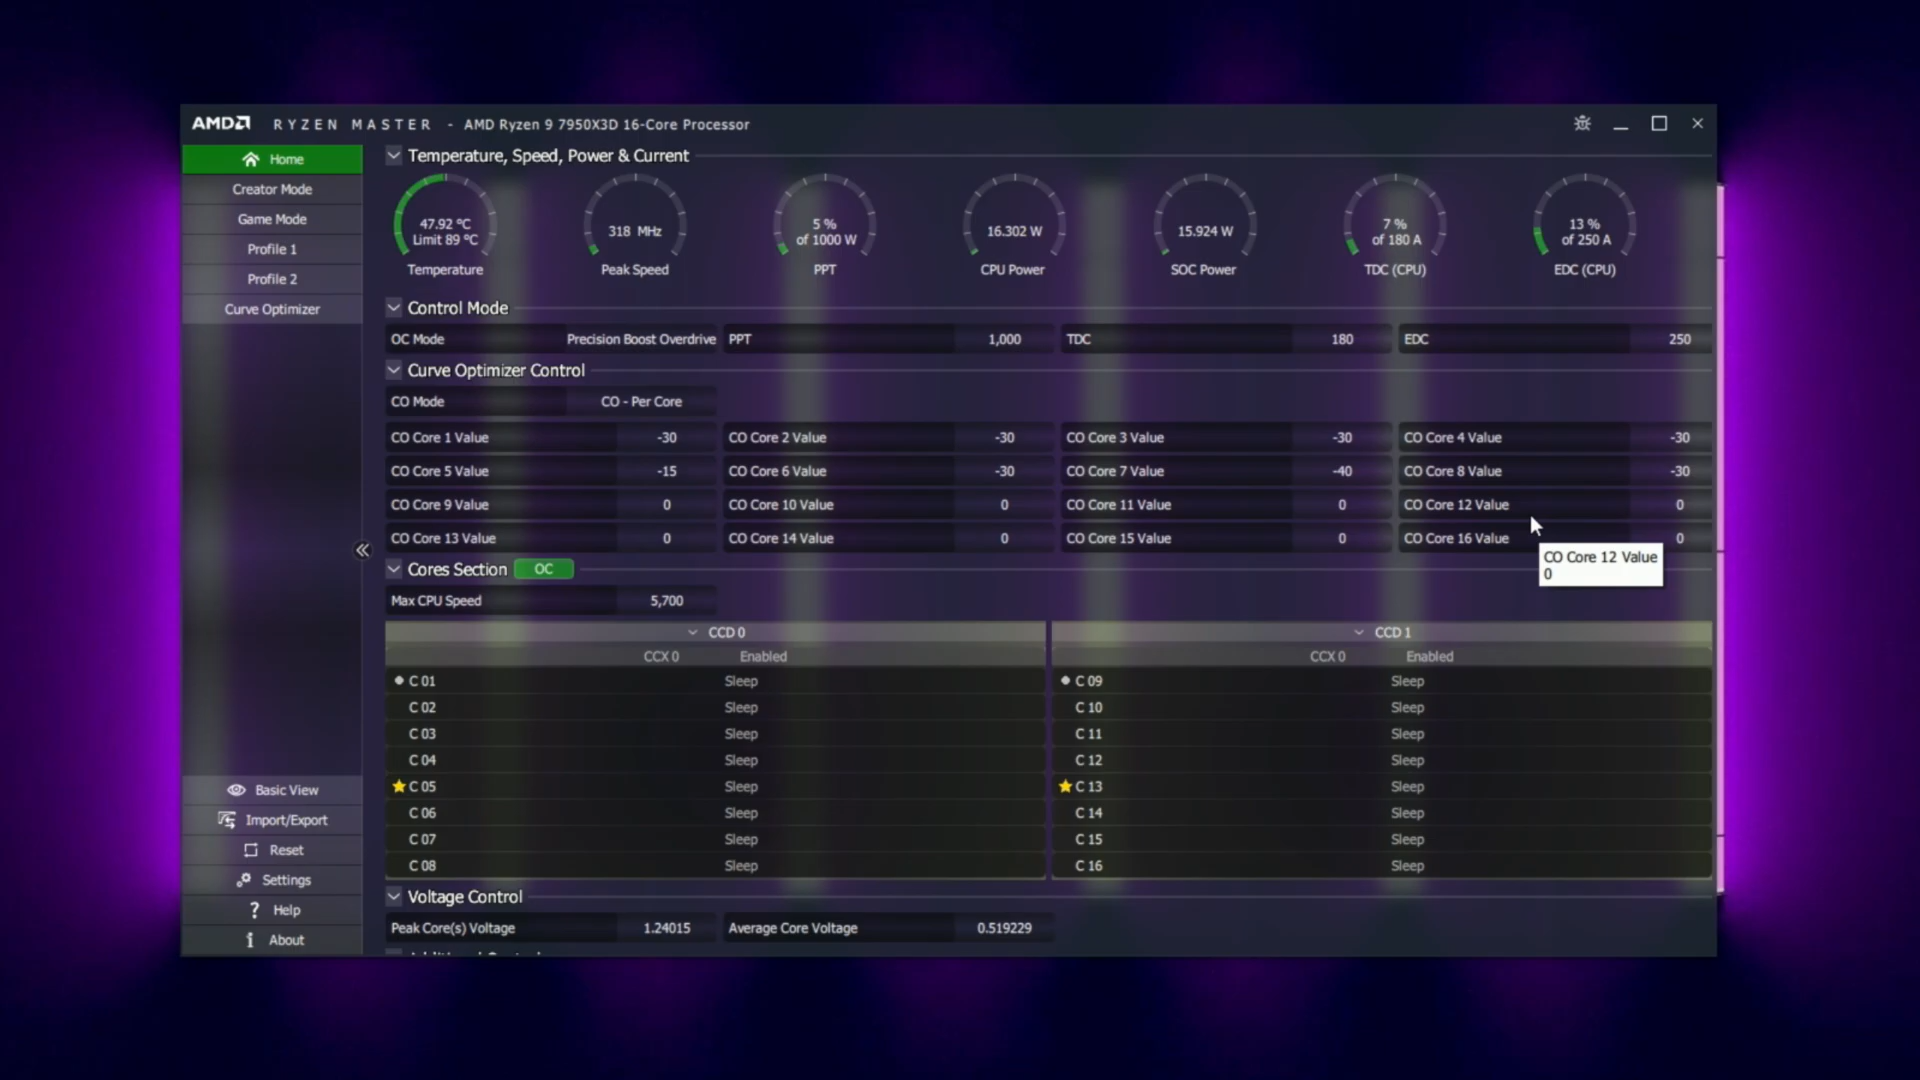 AMD RYZEN MASTER - AMD Ryzen 9 7950X3D 16-Core Processor
Home
Creator Mode
Game Mode
Profile 1
Profile 2
Curve Optimizer
Basic View
Import/Export
Reset
Settings
? Help
i About
Temperature, Speed, Power & Current
47.92 ºC
Limit 89 ºC
Temperature
318 MHz
Peak Speed
5 %
of 1000 W
PPT
16.302 W
CPU Power
15.924 W
SOC Power
7 %
of 180 A
TDC (CPU)
13 %
of 250 A
EDC (CPU)
Control Mode
OC Mode Precision Boost Overdrive PPT 1,000 TDC 180 EDC 250
Curve Optimizer Control
CO Mode CO - Per Core
CO Core 1 Value -30 CO Core 2 Value -30 CO Core 3 Value -30 CO Core 4 Value -30
CO Core 5 Value -15 CO Core 6 Value -30 CO Core 7 Value -40 CO Core 8 Value -30
CO Core 9 Value 0 CO Core 10 Value 0 CO Core 11 Value 0 CO Core 12 Value 0
CO Core 13 Value 0 CO Core 14 Value 0 CO Core 15 Value 0 CO Core 16 Value 0
CO Core 12 Value
0
Cores Section OC
Max CPU Speed 5,700
CCD 0
CCX 0 Enabled
C 01 Sleep
C 02 Sleep
C 03 Sleep
C 04 Sleep
C 05 Sleep
C 06 Sleep
C 07 Sleep
C 08 Sleep
CCD 1
CCX 0 Enabled
C 09 Sleep
C 10 Sleep
C 11 Sleep
C 12 Sleep
C 13 Sleep
C 14 Sleep
C 15 Sleep
C 16 Sleep
Voltage Control
Peak Core(s) Voltage 1.24015 Average Core Voltage 0.519229